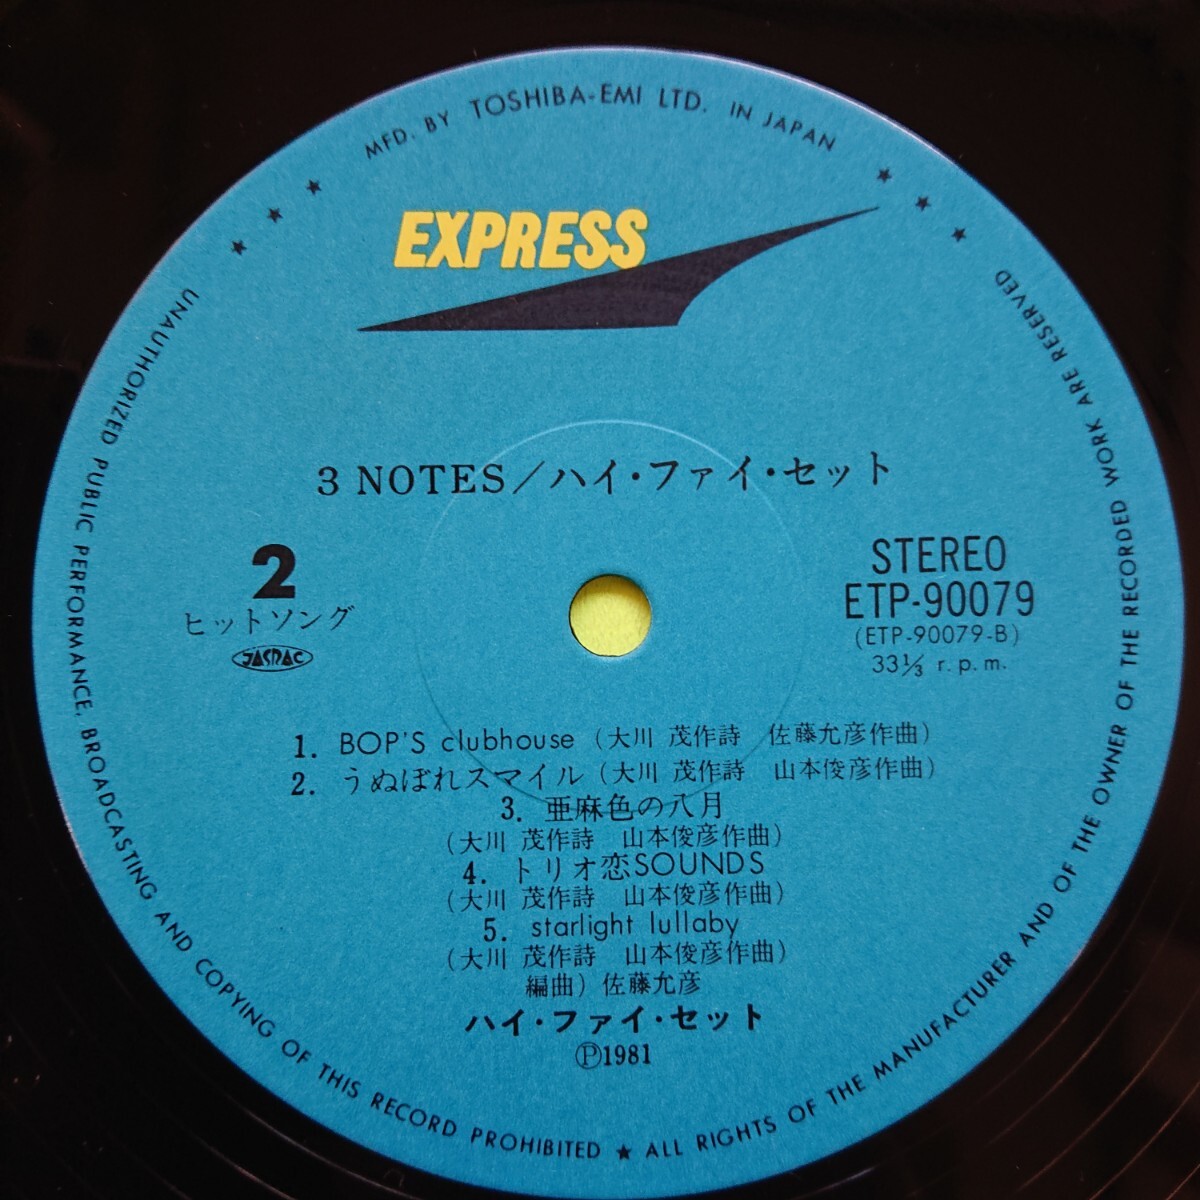 MFD. BY TOSHIBA-EMI LTD. IN JAPAN
EXPRESS
3 NOTES／ハイ・ファイ・セット
2
ヒットソング
JASRAC
STEREO
ETP-90079
(ETP-90079-B)
33⅓ r.p.m.
1. BOP'S clubhouse (大川 茂作詩 佐藤允彦作曲)
2. うぬぼれスマイル (大川 茂作詩 山本俊彦作曲)
3. 亜麻色の八月
(大川 茂作詩 山本俊彦作曲)
4. トリオ恋SOUNDS
(大川 茂作詩 山本俊彦作曲)
5. starlight lullaby
(大川 茂作詩 山本俊彦作曲)
編曲) 佐藤允彦
ハイ・ファイ・セット
Ⓟ1981
UNAUTHORIZED PUBLIC PERFORMANCE, BROADCASTING AND COPYING OF THIS RECORD PROHIBITED ★ ALL RIGHTS OF THE MANUFACTURER AND OF THE OWNER OF THE RECORDED WORK ARE RESERVED